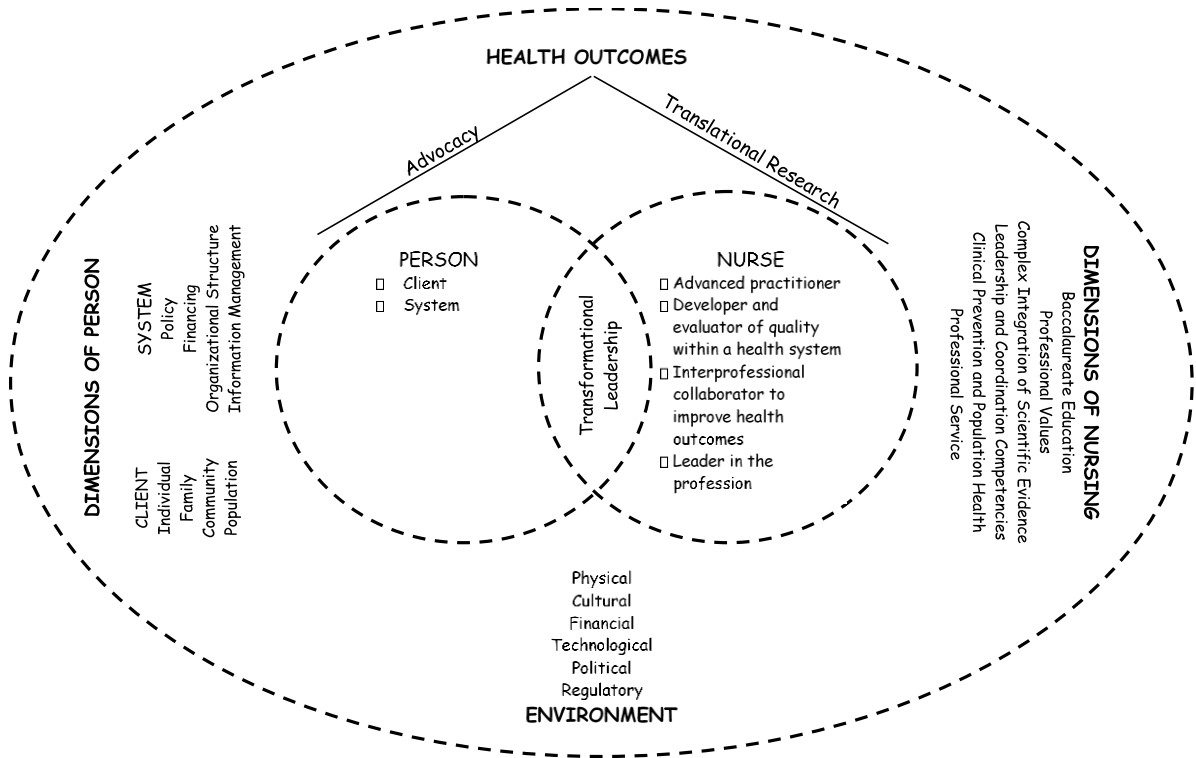 HEALTH OUTCOMES
Advocacy
Translational Research
DIMENSIONS OF PERSON
SYSTEM
Policy
Financing
Organizational Structure
Information Management
CLIENT
Individual
Family
Community
Population
PERSON
Client
System
Transformational
Leadership
NURSE
Advanced practitioner
Developer and
evaluator of quality
within a health system
Interprofessional
collaborator to
improve health
outcomes
Leader in the
profession
DIMENSIONS OF NURSING
Baccalaureate Education
Professional Values
Complex Integration of Scientific Evidence
Leadership and Coordination Competencies
Clinical Prevention and Population Health
Professional Service
Physical
Cultural
Financial
Technological
Political
Regulatory
ENVIRONMENT